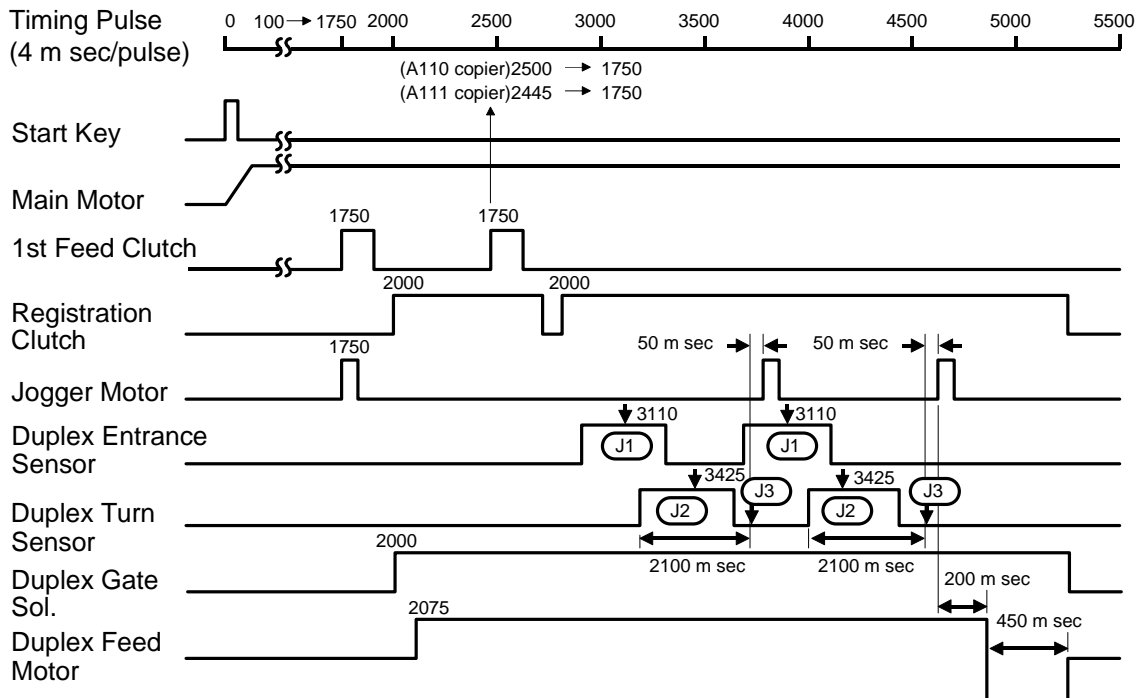 Timing Pulse
(4 m sec/pulse)
0 100 → 1750 2000 2500 3000 3500 4000 4500 5000 5500
(A110 copier)2500 → 1750
(A111 copier)2445 → 1750
Start Key
Main Motor
1750 1750
1st Feed Clutch
2000 2000
Registration
Clutch
50 m sec 50 m sec
1750
Jogger Motor
3110 3110
Duplex Entrance
Sensor
J1 J1
3425 J3 3425 J3
Duplex Turn
Sensor
J2 J2
2000
2100 m sec 2100 m sec
Duplex Gate
Sol.
200 m sec
2075
450 m sec
Duplex Feed
Motor